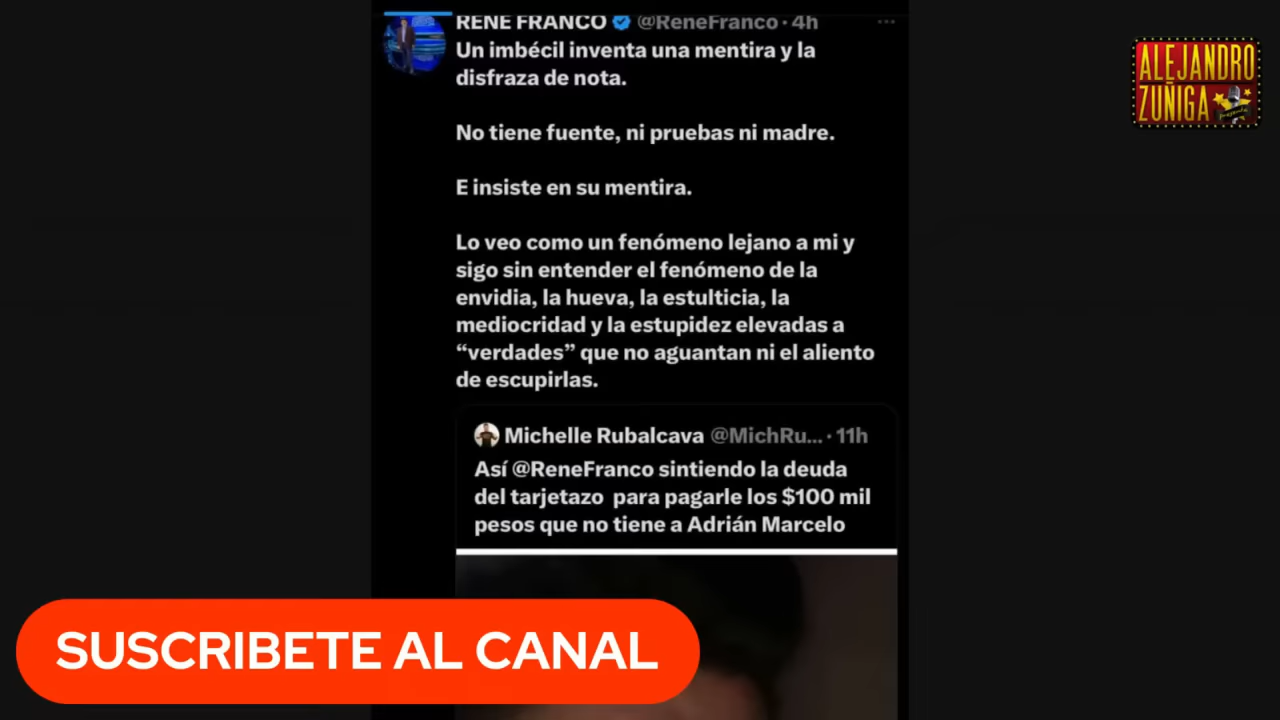 RENE FRANCO @ReneFranco · 4h
Un imbécil inventa una mentira y la
disfraza de nota.
No tiene fuente, ni pruebas ni madre.
E insiste en su mentira.
Lo veo como un fenómeno lejano a mi y
sigo sin entender el fenómeno de la
envidia, la hueva, la estulticia, la
mediocridad y la estupidez elevadas a
“verdades” que no aguantan ni el aliento
de escupirlas.
Michelle Rubalcava @MichRu... · 11h
Así @ReneFranco sintiendo la deuda
del tarjetazo para pagarle los $100 mil
pesos que no tiene a Adrián Marcelo
SUSCRIBETE AL CANAL
ALEJANDRO
ZUÑIGA